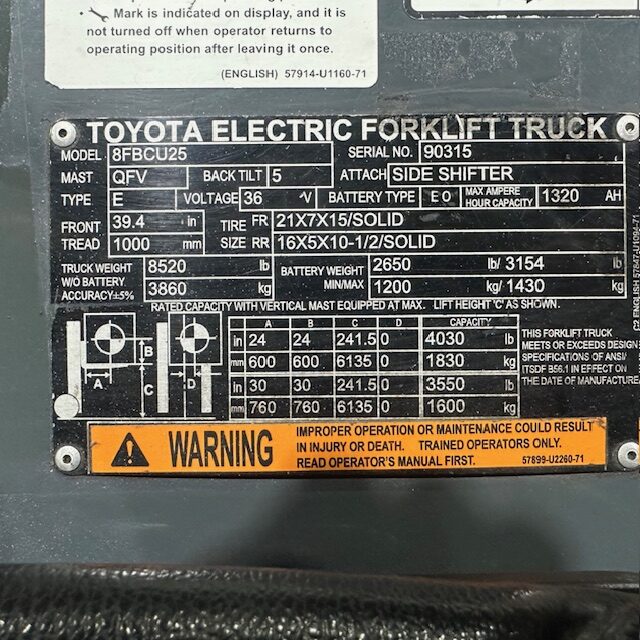 · Mark is indicated on display, and it is
not turned off when operator returns to
operating position after leaving it once.
(ENGLISH) 57914-U1160-71
TOYOTA ELECTRIC FORKLIFT TRUCK
MODEL 8FBCU25 SERIAL NO. 90315
MAST QFV BACK TILT 5 ATTACH SIDE SHIFTER
TYPE E VOLTAGE 36 V BATTERY TYPE E O MAX AMPERE HOUR CAPACITY 1320 AH
FRONT TREAD 39.4 in TIRE SIZE FR 21X7X15/SOLID
1000 mm RR 16X5X10-1/2/SOLID
TRUCK WEIGHT W/O BATTERY ACCURACY±5% 8520 lb BATTERY WEIGHT MIN/MAX 2650 lb/ 3154 lb
3860 kg 1200 kg/ 1430 kg
RATED CAPACITY WITH VERTICAL MAST EQUIPPED AT MAX. LIFT HEIGHT 'C' AS SHOWN.
A B C D CAPACITY
in 24 24 241.5 0 4030 lb
mm 600 600 6135 0 1830 kg
in 30 30 241.5 0 3550 lb
mm 760 760 6135 0 1600 kg
A B C D
THIS FORKLIFT TRUCK
MEETS OR EXCEEDS DESIGN
SPECIFICATIONS OF ANSI/
ITSDF B56.1 IN EFFECT ON
THE DATE OF MANUFACTURE
WARNING
IMPROPER OPERATION OR MAINTENANCE COULD RESULT
IN INJURY OR DEATH. TRAINED OPERATORS ONLY.
READ OPERATOR'S MANUAL FIRST. 57899-U2260-71